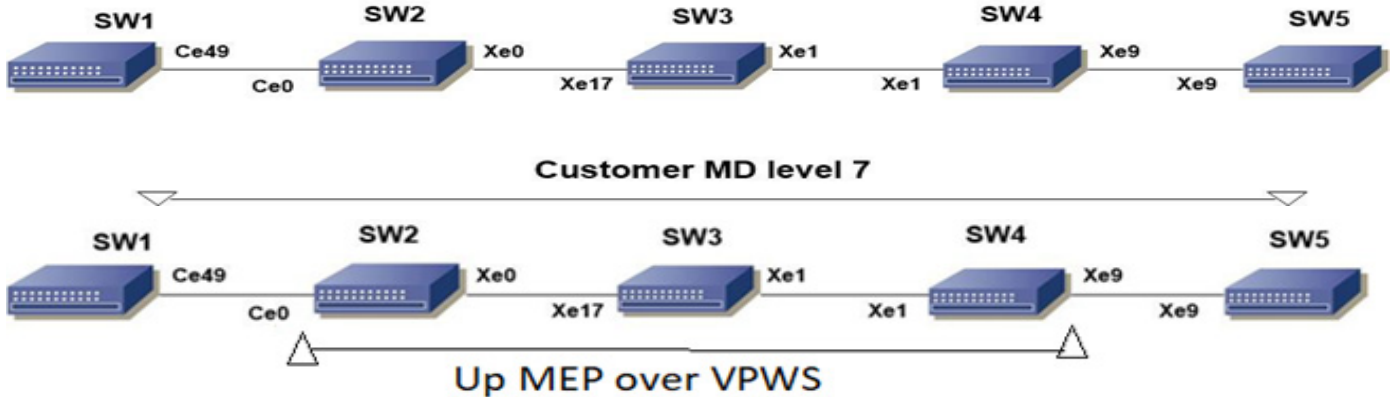 SW1 SW2 SW3 SW4 SW5
Ce49 Xe0 Xe1 Xe9
Ce0 Xe17 Xe1 Xe9
Customer MD level 7
SW1 SW2 SW3 SW4 SW5
Ce49 Xe0 Xe1 Xe9
Ce0 Xe17 Xe1 Xe9
Up MEP over VPWS